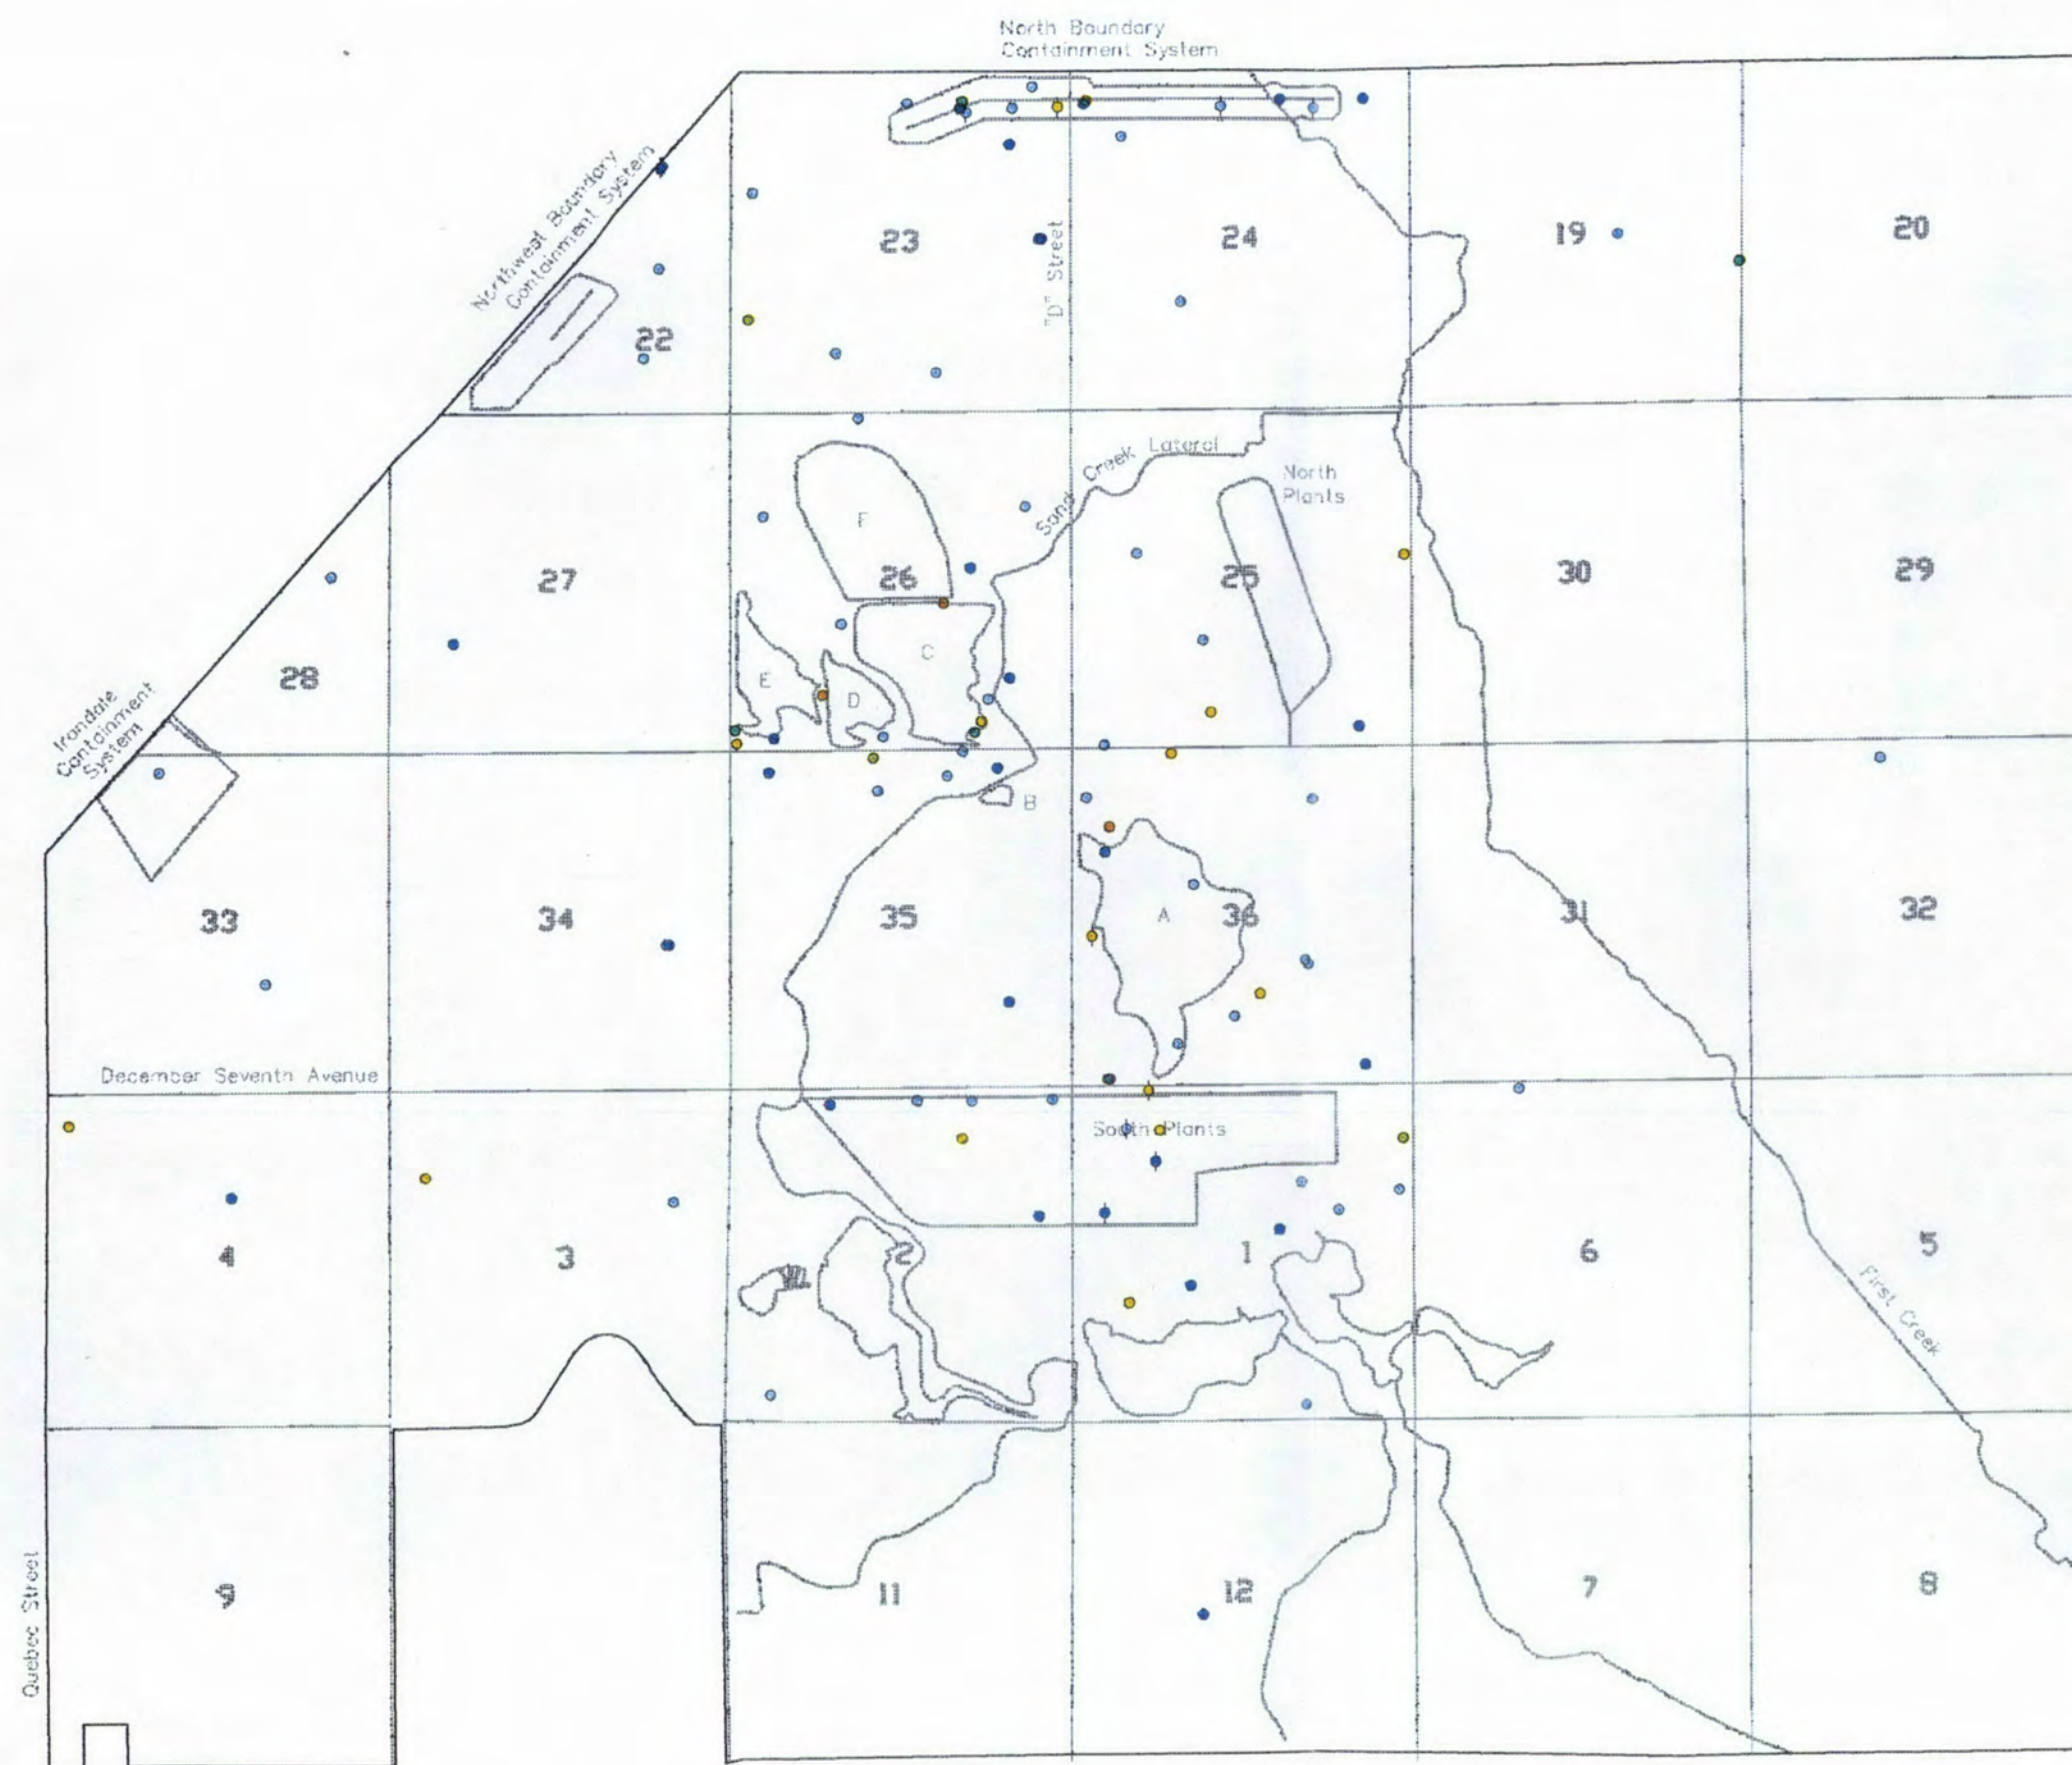 North Boundary
Containment System
Northwest Boundary
Containment System
23
"D" Street
24
19
20
22
Sand Creek Lateral
North
Plants
F
27
26
25
30
29
28
C
E
D
Irondale
Containment
System
B
33
34
35
A
36
31
32
December Seventh Avenue
South Plants
4
3
2
1
6
5
First Creek
Quebec Street
9
11
12
7
8